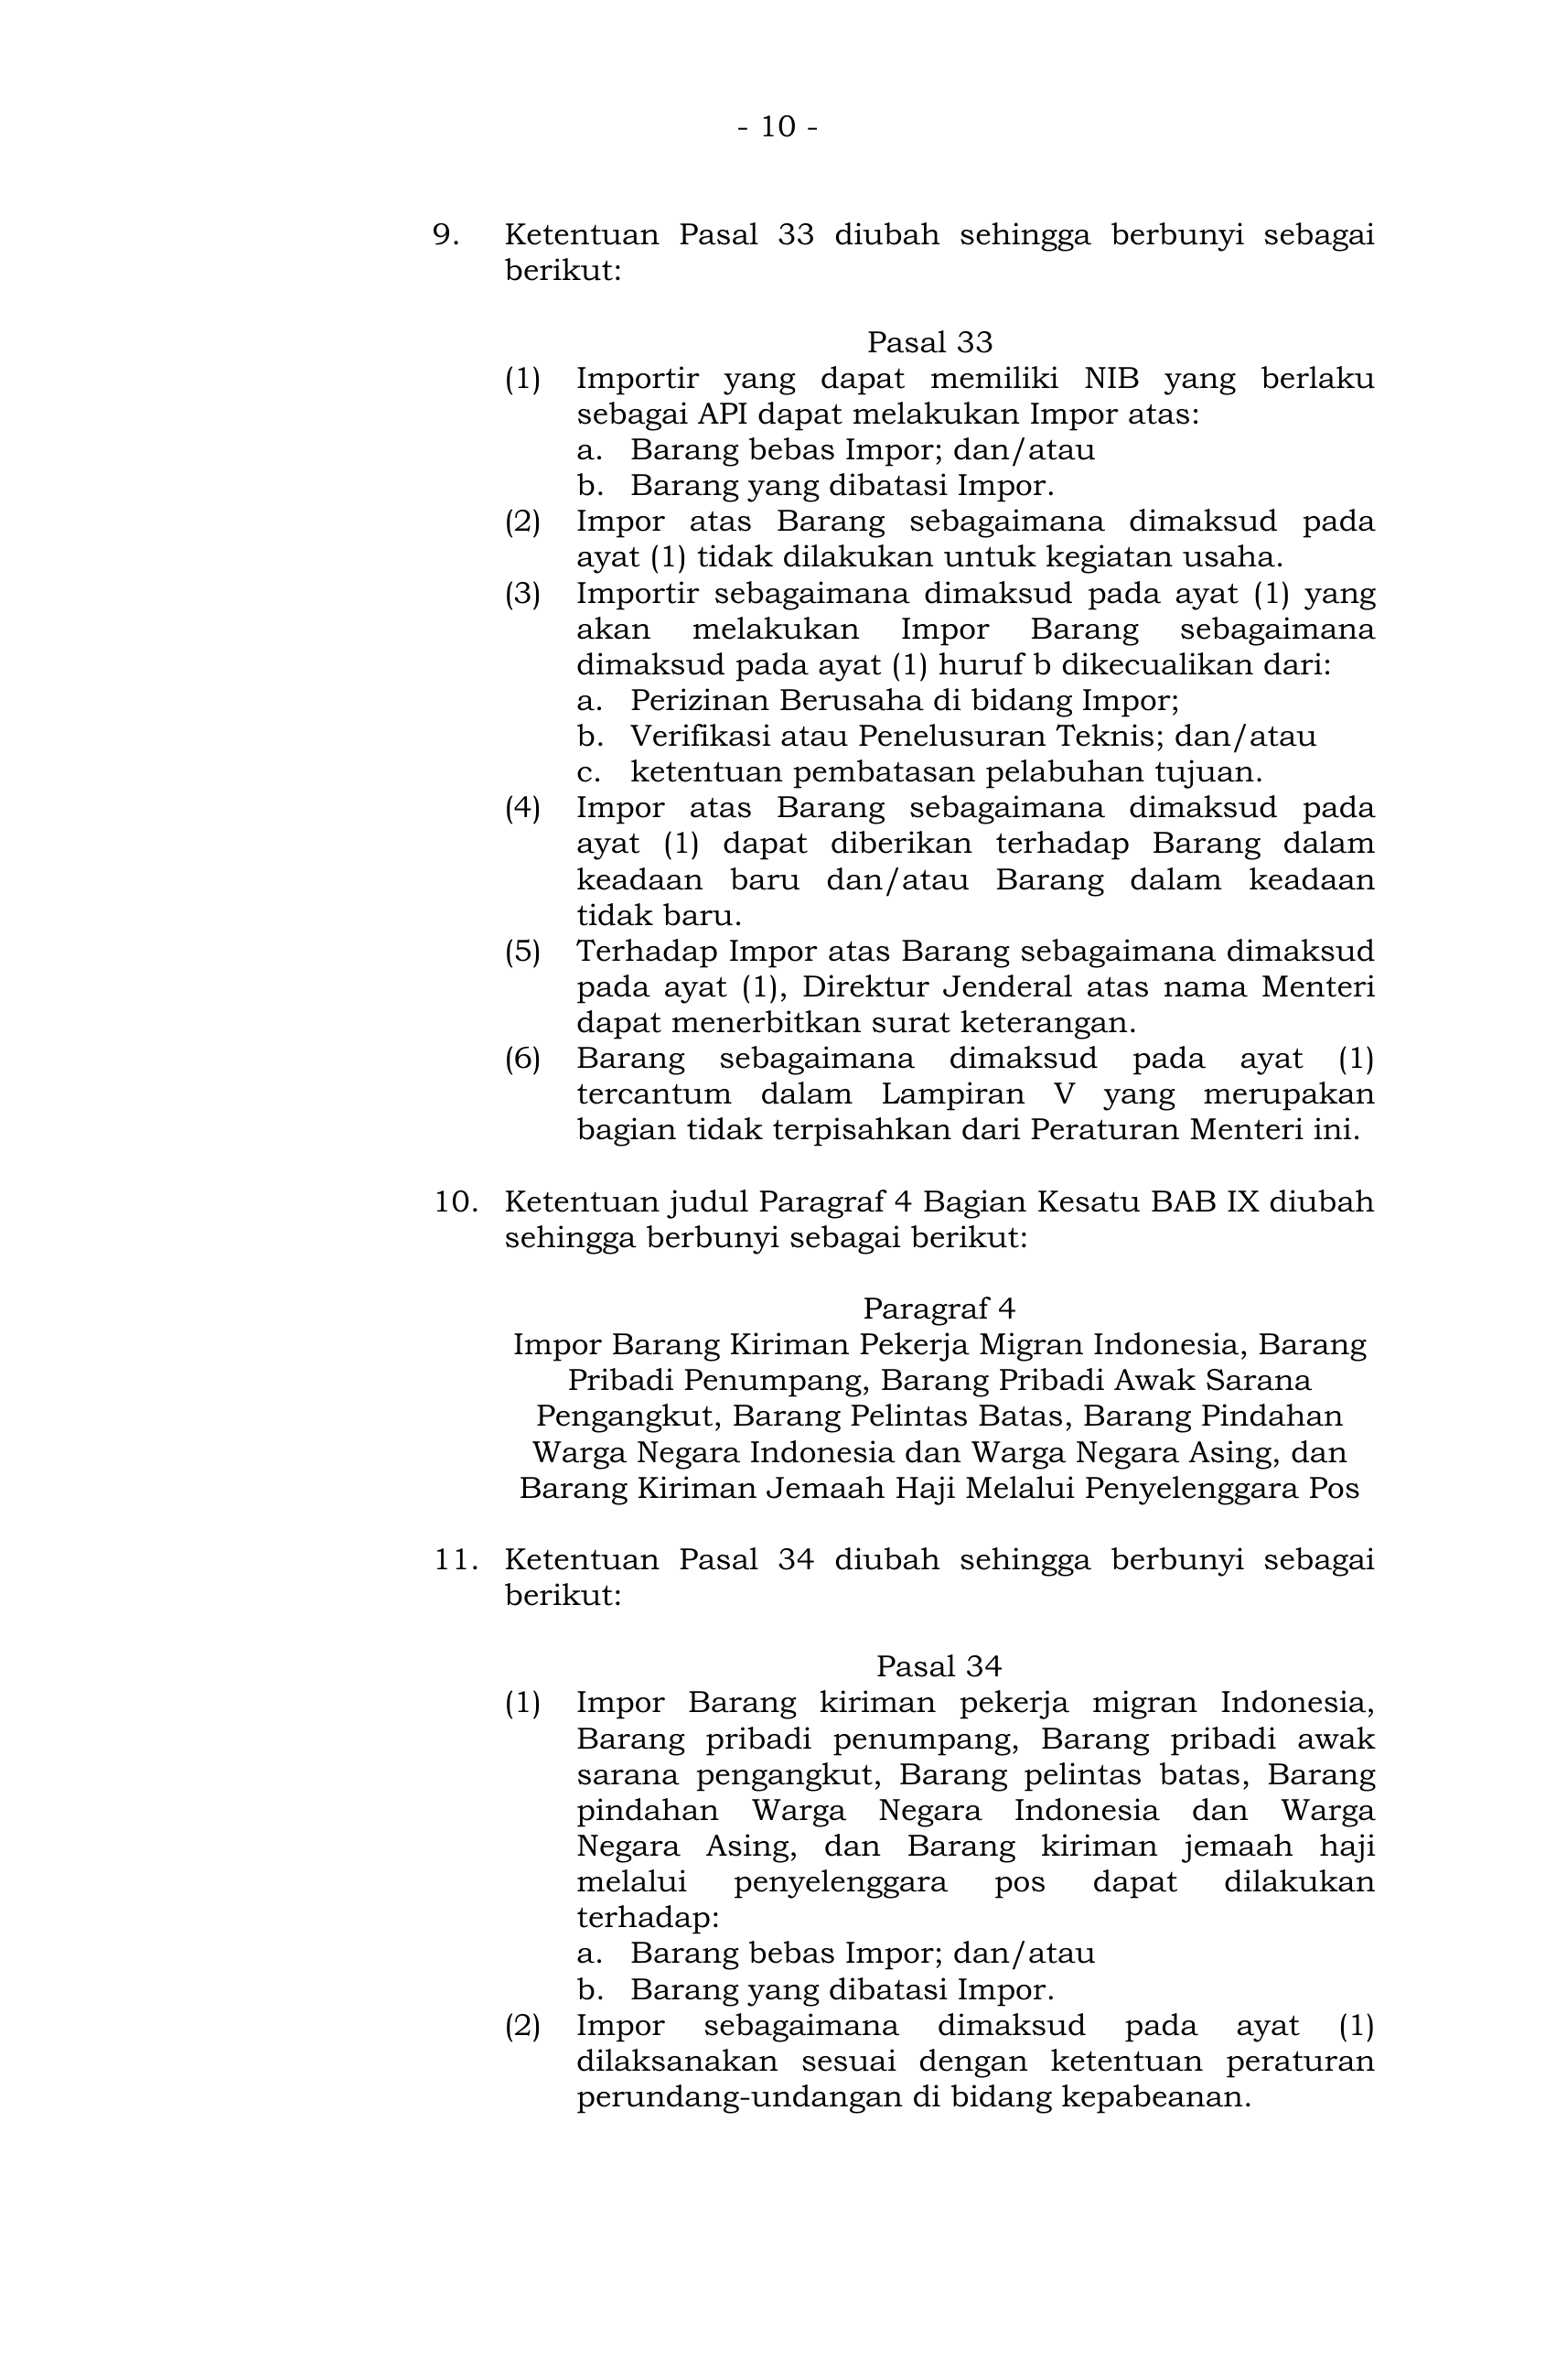 - 10 -
9. Ketentuan Pasal 33 diubah sehingga berbunyi sebagai
berikut:
Pasal 33
(1) Importir yang dapat memiliki NIB yang berlaku
sebagai API dapat melakukan Impor atas:
a. Barang bebas Impor; dan/atau
b. Barang yang dibatasi Impor.
(2) Impor atas Barang sebagaimana dimaksud pada
ayat (1) tidak dilakukan untuk kegiatan usaha.
(3) Importir sebagaimana dimaksud pada ayat (1) yang
akan melakukan Impor Barang sebagaimana
dimaksud pada ayat (1) huruf b dikecualikan dari:
a. Perizinan Berusaha di bidang Impor;
b. Verifikasi atau Penelusuran Teknis; dan/atau
c. ketentuan pembatasan pelabuhan tujuan.
(4) Impor atas Barang sebagaimana dimaksud pada
ayat (1) dapat diberikan terhadap Barang dalam
keadaan baru dan/atau Barang dalam keadaan
tidak baru.
(5) Terhadap Impor atas Barang sebagaimana dimaksud
pada ayat (1), Direktur Jenderal atas nama Menteri
dapat menerbitkan surat keterangan.
(6) Barang sebagaimana dimaksud pada ayat (1)
tercantum dalam Lampiran V yang merupakan
bagian tidak terpisahkan dari Peraturan Menteri ini.
10. Ketentuan judul Paragraf 4 Bagian Kesatu BAB IX diubah
sehingga berbunyi sebagai berikut:
Paragraf 4
Impor Barang Kiriman Pekerja Migran Indonesia, Barang
Pribadi Penumpang, Barang Pribadi Awak Sarana
Pengangkut, Barang Pelintas Batas, Barang Pindahan
Warga Negara Indonesia dan Warga Negara Asing, dan
Barang Kiriman Jemaah Haji Melalui Penyelenggara Pos
11. Ketentuan Pasal 34 diubah sehingga berbunyi sebagai
berikut:
Pasal 34
(1) Impor Barang kiriman pekerja migran Indonesia,
Barang pribadi penumpang, Barang pribadi awak
sarana pengangkut, Barang pelintas batas, Barang
pindahan Warga Negara Indonesia dan Warga
Negara Asing, dan Barang kiriman jemaah haji
melalui penyelenggara pos dapat dilakukan
terhadap:
a. Barang bebas Impor; dan/atau
b. Barang yang dibatasi Impor.
(2) Impor sebagaimana dimaksud pada ayat (1)
dilaksanakan sesuai dengan ketentuan peraturan
perundang-undangan di bidang kepabeanan.